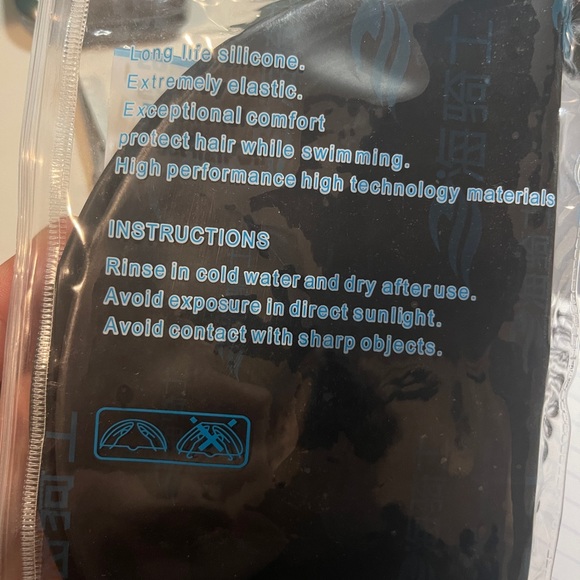 Long life silicone.
Extremely elastic.
Exceptional comfort
protect hair while swimming.
High performance high technology materials
INSTRUCTIONS
Rinse in cold water and dry after use.
Avoid exposure in direct sunlight.
Avoid contact with sharp objects.